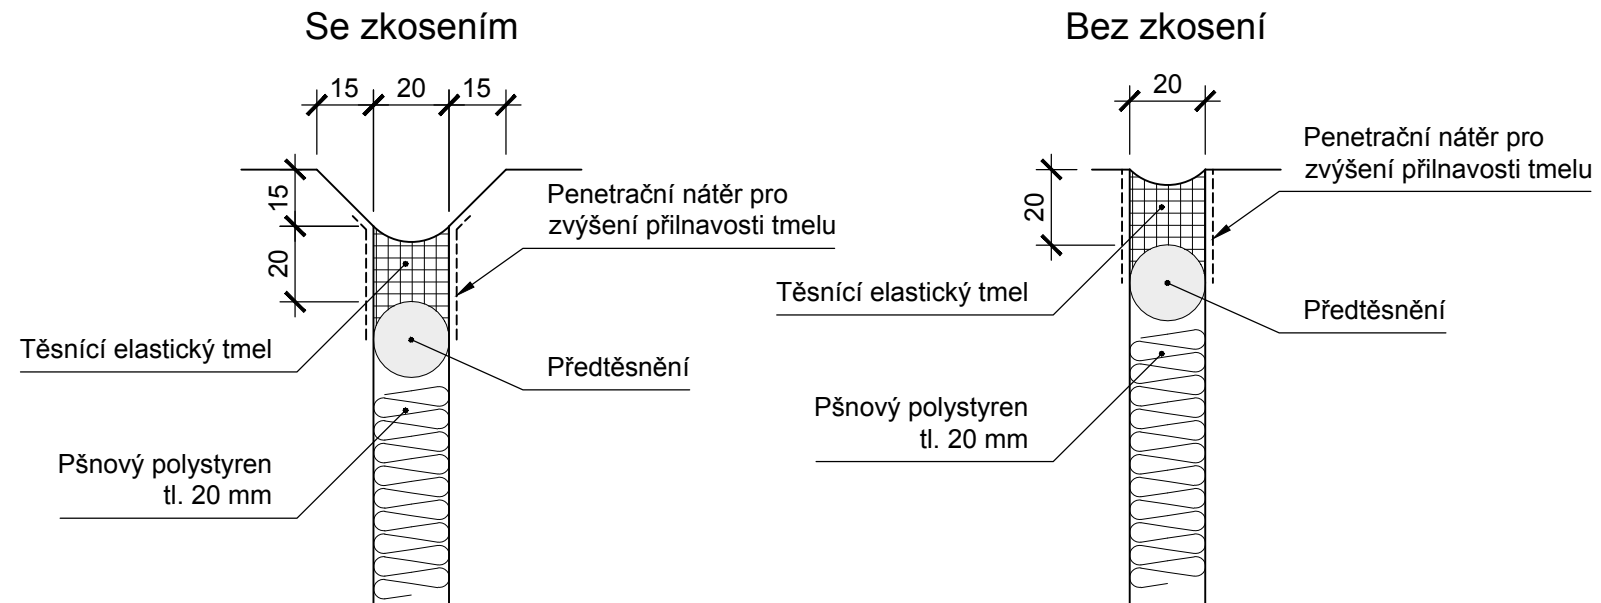 Se zkosením
15 20 15
15
20
Penetrační nátěr pro
zvýšení přilnavosti tmelu
Těsnící elastický tmel
Předtěsnění
Pšnový polystyren
tl. 20 mm
Bez zkosení
20
20
Penetrační nátěr pro
zvýšení přilnavosti tmelu
Těsnící elastický tmel
Předtěsnění
Pšnový polystyren
tl. 20 mm